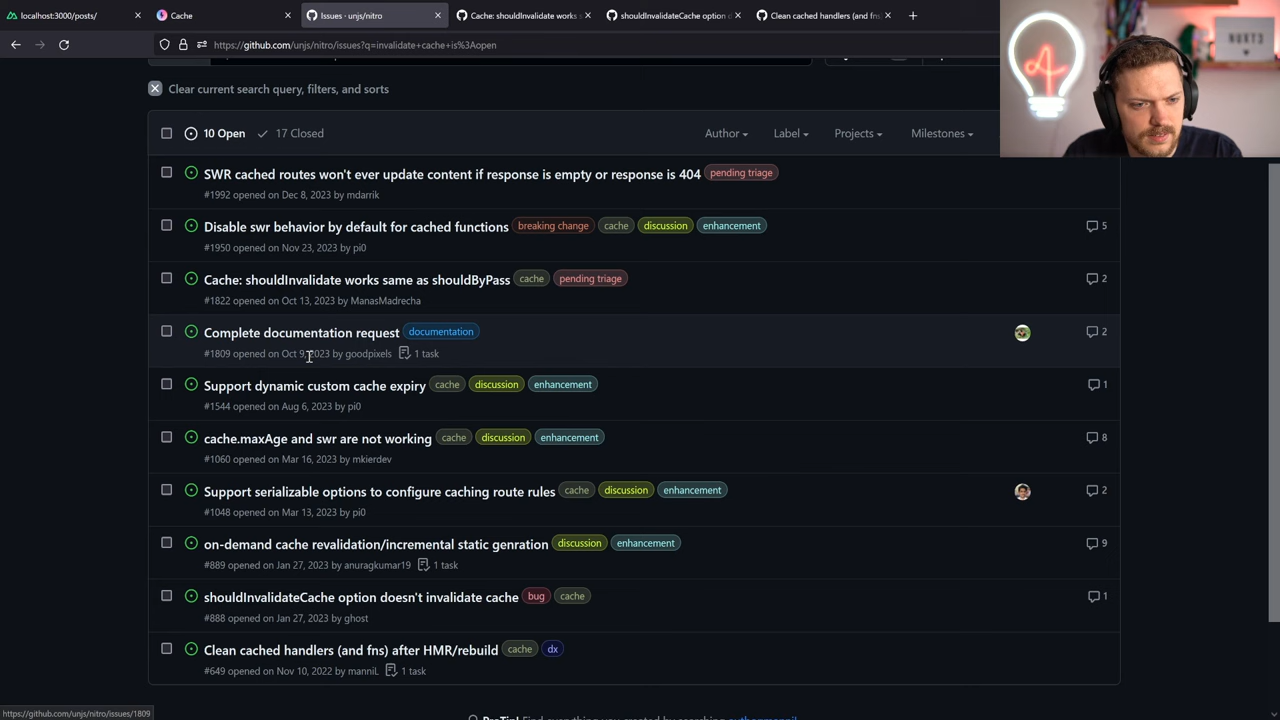 localhost:3000/posts/
Cache
Issues · unjs/nitro
Cache: shouldInvalidate works
shouldInvalidateCache option d
Clean cached handlers (and fns
https://github.com/unjs/nitro/issues?q=invalidate+cache+is%3Aopen
Clear current search query, filters, and sorts
10 Open 17 Closed Author Label Projects Milestones
SWR cached routes won't ever update content if response is empty or response is 404 pending triage
#1992 opened on Dec 8, 2023 by mdarrik
Disable swr behavior by default for cached functions breaking change cache discussion enhancement 5
#1950 opened on Nov 23, 2023 by pi0
Cache: shouldInvalidate works same as shouldByPass cache pending triage 2
#1822 opened on Oct 13, 2023 by ManasMadrecha
Complete documentation request documentation 2
#1809 opened on Oct 9, 2023 by goodpixels 1 task
Support dynamic custom cache expiry cache discussion enhancement 1
#1544 opened on Aug 6, 2023 by pi0
cache.maxAge and swr are not working cache discussion enhancement 8
#1060 opened on Mar 16, 2023 by mkierdev
Support serializable options to configure caching route rules cache discussion enhancement 2
#1048 opened on Mar 13, 2023 by pi0
on-demand cache revalidation/incremental static genration discussion enhancement 9
#889 opened on Jan 27, 2023 by anuragkumar19 1 task
shouldInvalidateCache option doesn't invalidate cache bug cache 1
#888 opened on Jan 27, 2023 by ghost
Clean cached handlers (and fns) after HMR/rebuild cache dx
#649 opened on Nov 10, 2022 by manniL 1 task
https://github.com/unjs/nitro/issues/1809
NUXT3